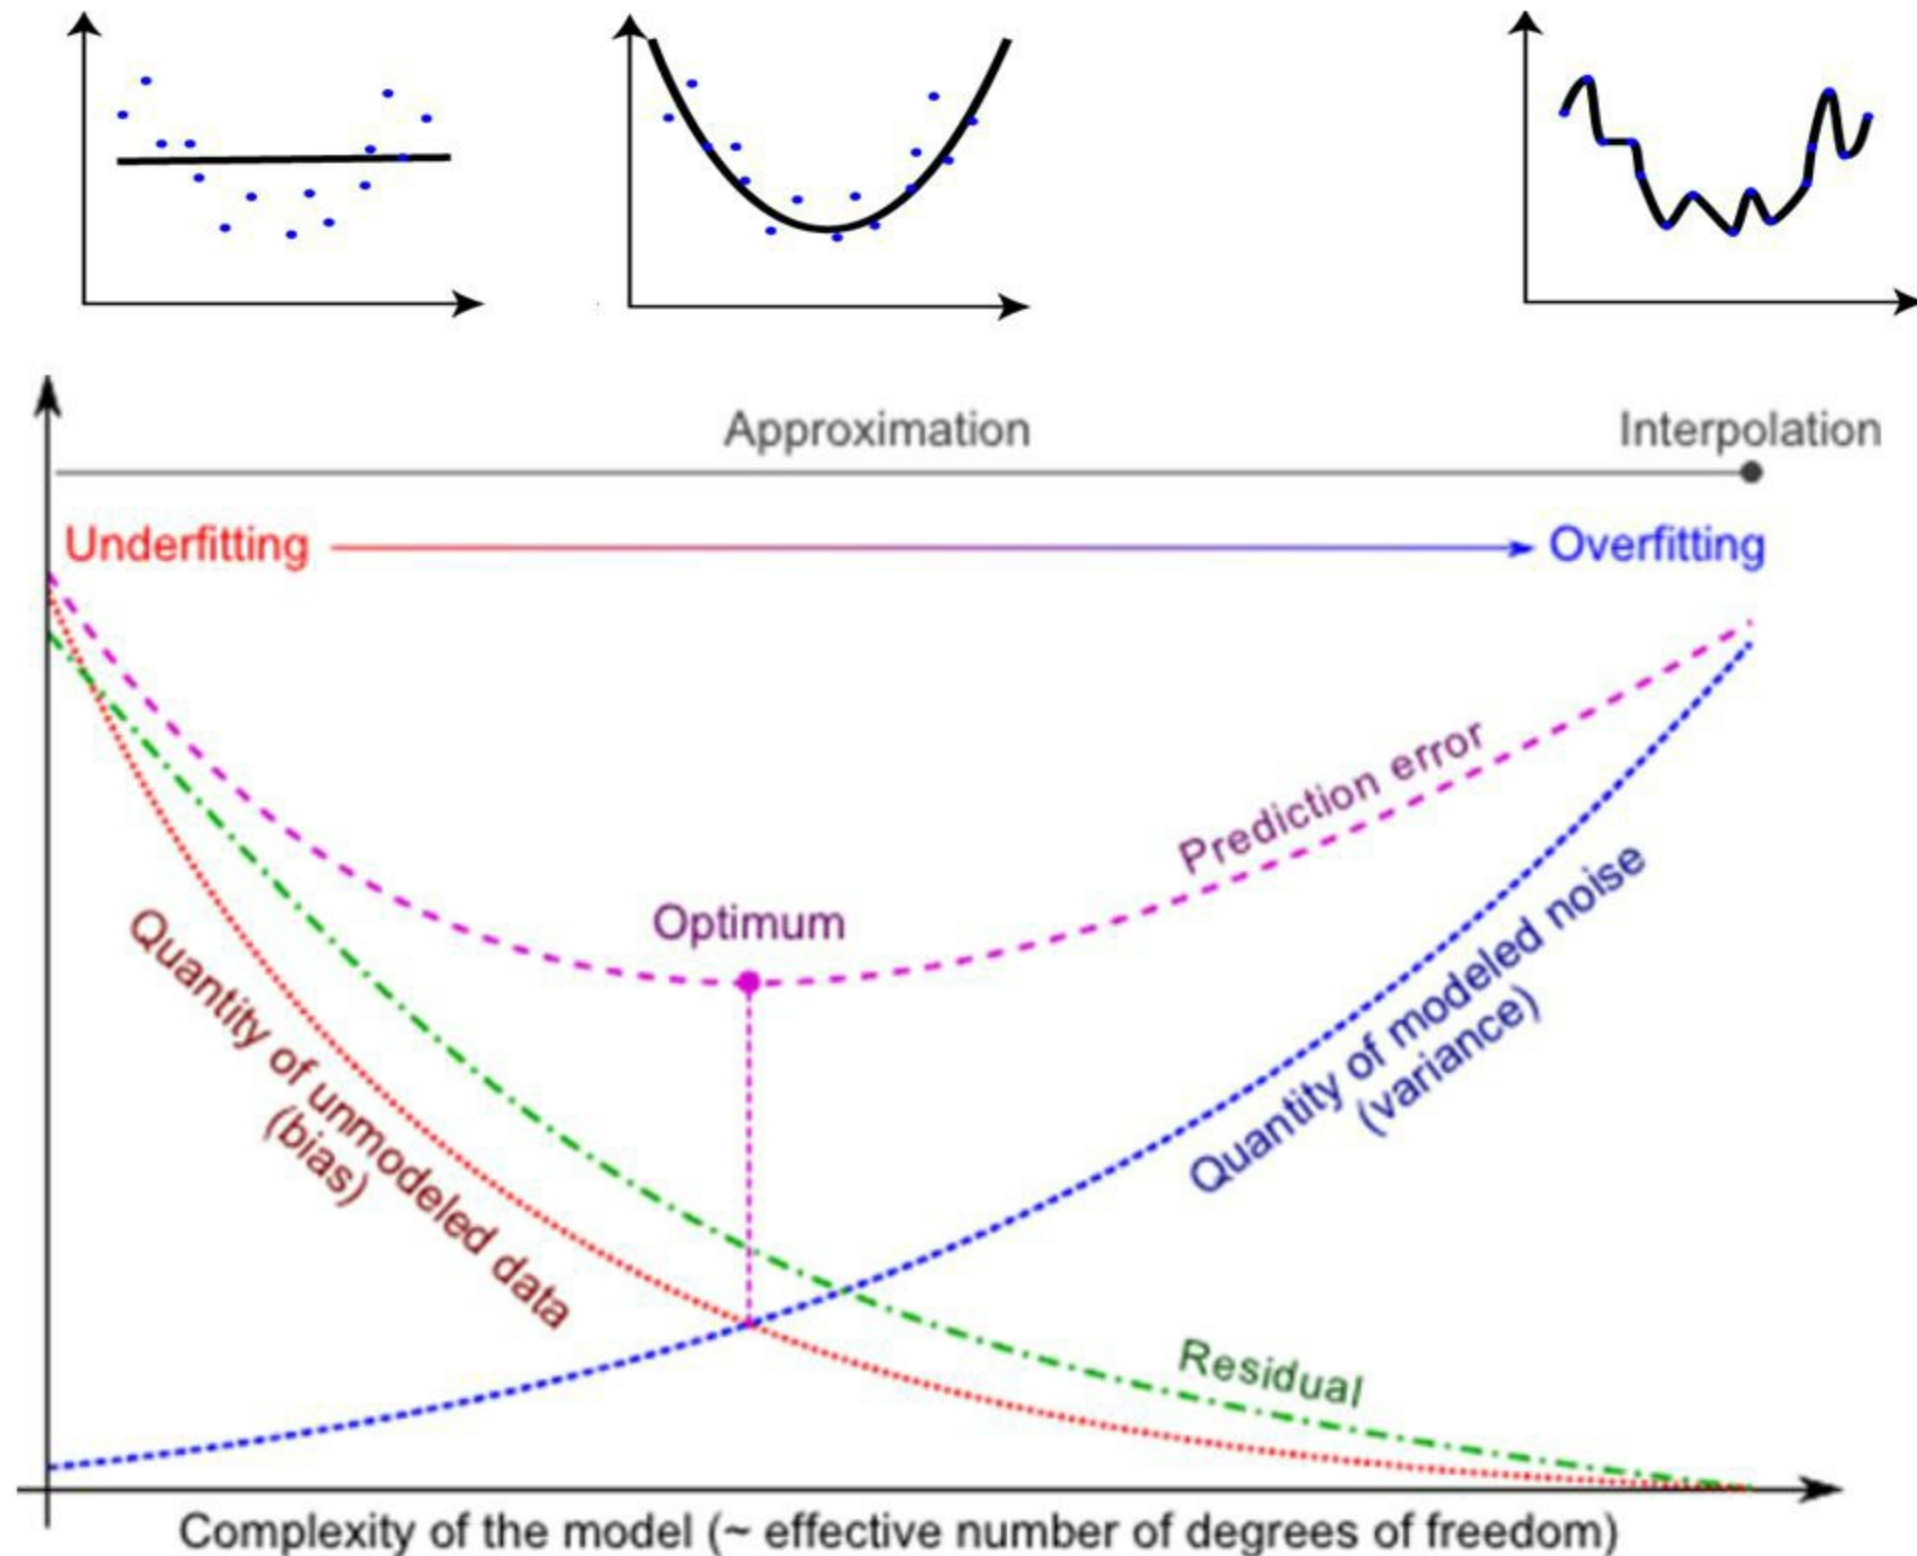 Approximation
Interpolation
Underfitting
Overfitting
Prediction error
Optimum
Quantity of modeled noise
(variance)
Quantity of unmodeled data
(bias)
Residual
Complexity of the model (~ effective number of degrees of freedom)